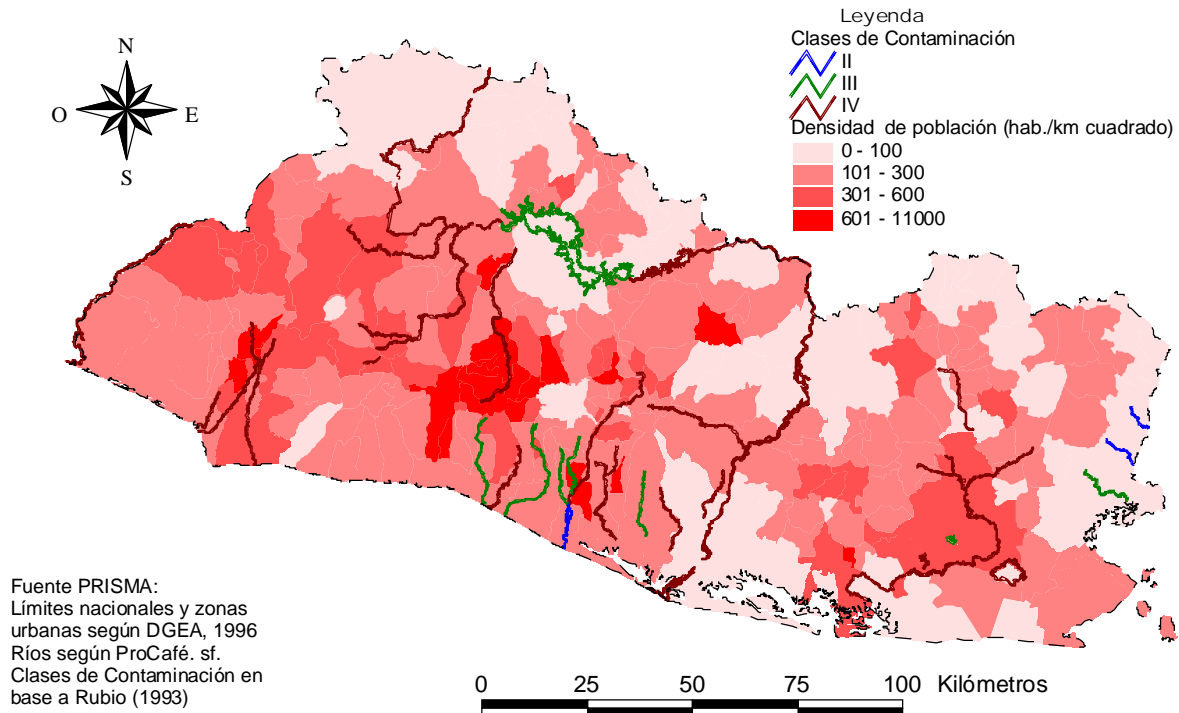 Leyenda
Clases de Contaminación
II
III
IV
Densidad de población (hab./km cuadrado)
0 - 100
101 - 300
301 - 600
601 - 11000
N
O
E
S
Fuente PRISMA:
Límites nacionales y zonas
urbanas según DGEA, 1996
Ríos según ProCafé. sf.
Clases de Contaminación en
base a Rubio (1993)
0 25 50 75 100 Kilómetros